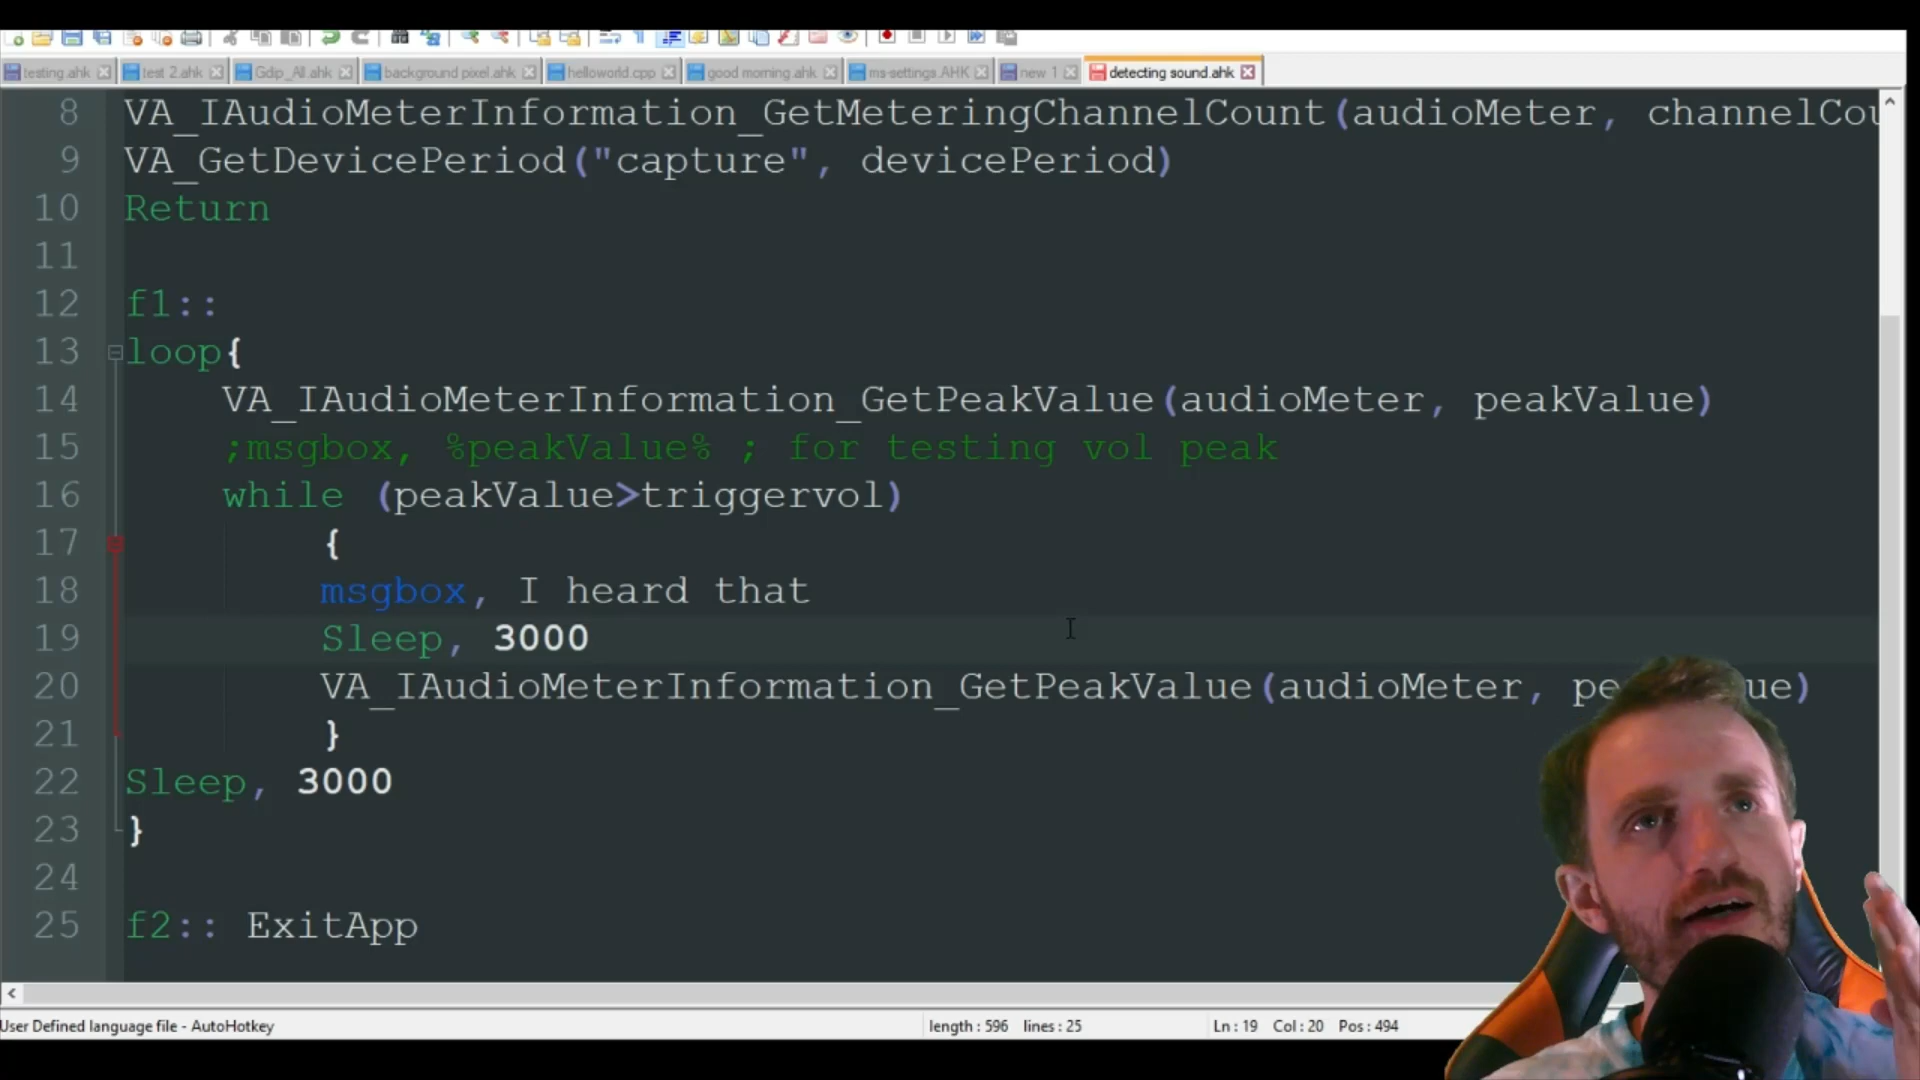 testing.ahk test 2.ahk Gdip_All.ahk background pixel.ahk helloworld.cpp good morning.ahk ms-settings.AHK new 1 detecting sound.ahk
8 VA_IAudioMeterInformation_GetMeteringChannelCount(audioMeter, channelCou
9 VA_GetDevicePeriod("capture", devicePeriod)
10 Return
11
12 f1::
13 loop{
14 VA_IAudioMeterInformation_GetPeakValue(audioMeter, peakValue)
15 ;msgbox, %peakValue% ; for testing vol peak
16 while (peakValue>triggervol)
17 {
18 msgbox, I heard that
19 Sleep, 3000
20 VA_IAudioMeterInformation_GetPeakValue(audioMeter, pe ue)
21 }
22 Sleep, 3000
23 }
24
25 f2:: ExitApp
User Defined language file - AutoHotkey length : 596 lines : 25 Ln : 19 Col : 20 Pos : 494